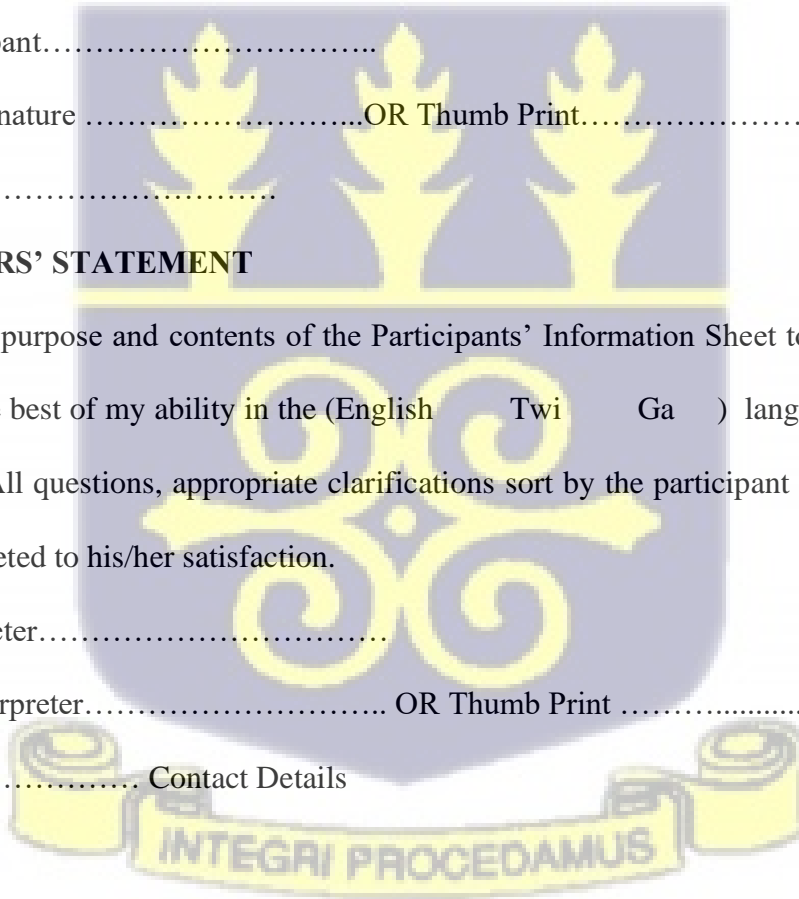 pant…………………………..
nature ……………………...OR Thumb Print…………………
……………………….
RS’ STATEMENT
purpose and contents of the Participants’ Information Sheet to
best of my ability in the (English Twi Ga ) lang
All questions, appropriate clarifications sort by the participant
eted to his/her satisfaction.
eter……………………………
rpreter……………………….. OR Thumb Print ………...........
………… Contact Details
INTEGRI PROCEDAMUS